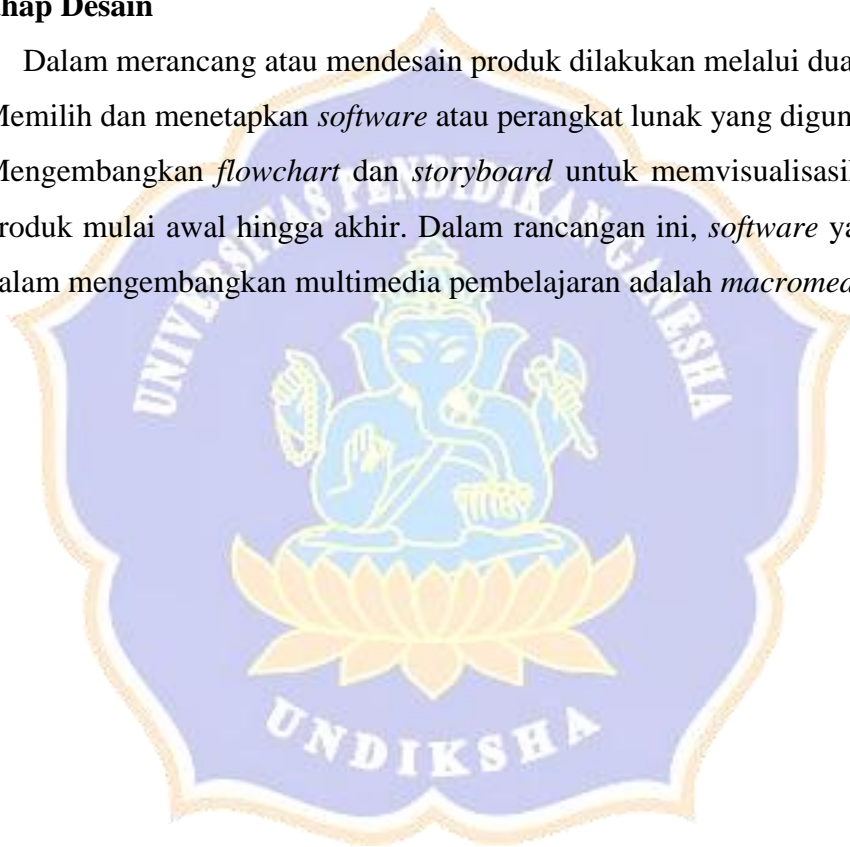 ahap Desain
Dalam merancang atau mendesain produk dilakukan melalui dua
Memilih dan menetapkan software atau perangkat lunak yang digun
Mengembangkan flowchart dan storyboard untuk memvisualisasil
roduk mulai awal hingga akhir. Dalam rancangan ini, software ya
alam mengembangkan multimedia pembelajaran adalah macromed
UNIVERSITAS PENDIDIKAN GANESHA
UNDIKSHA